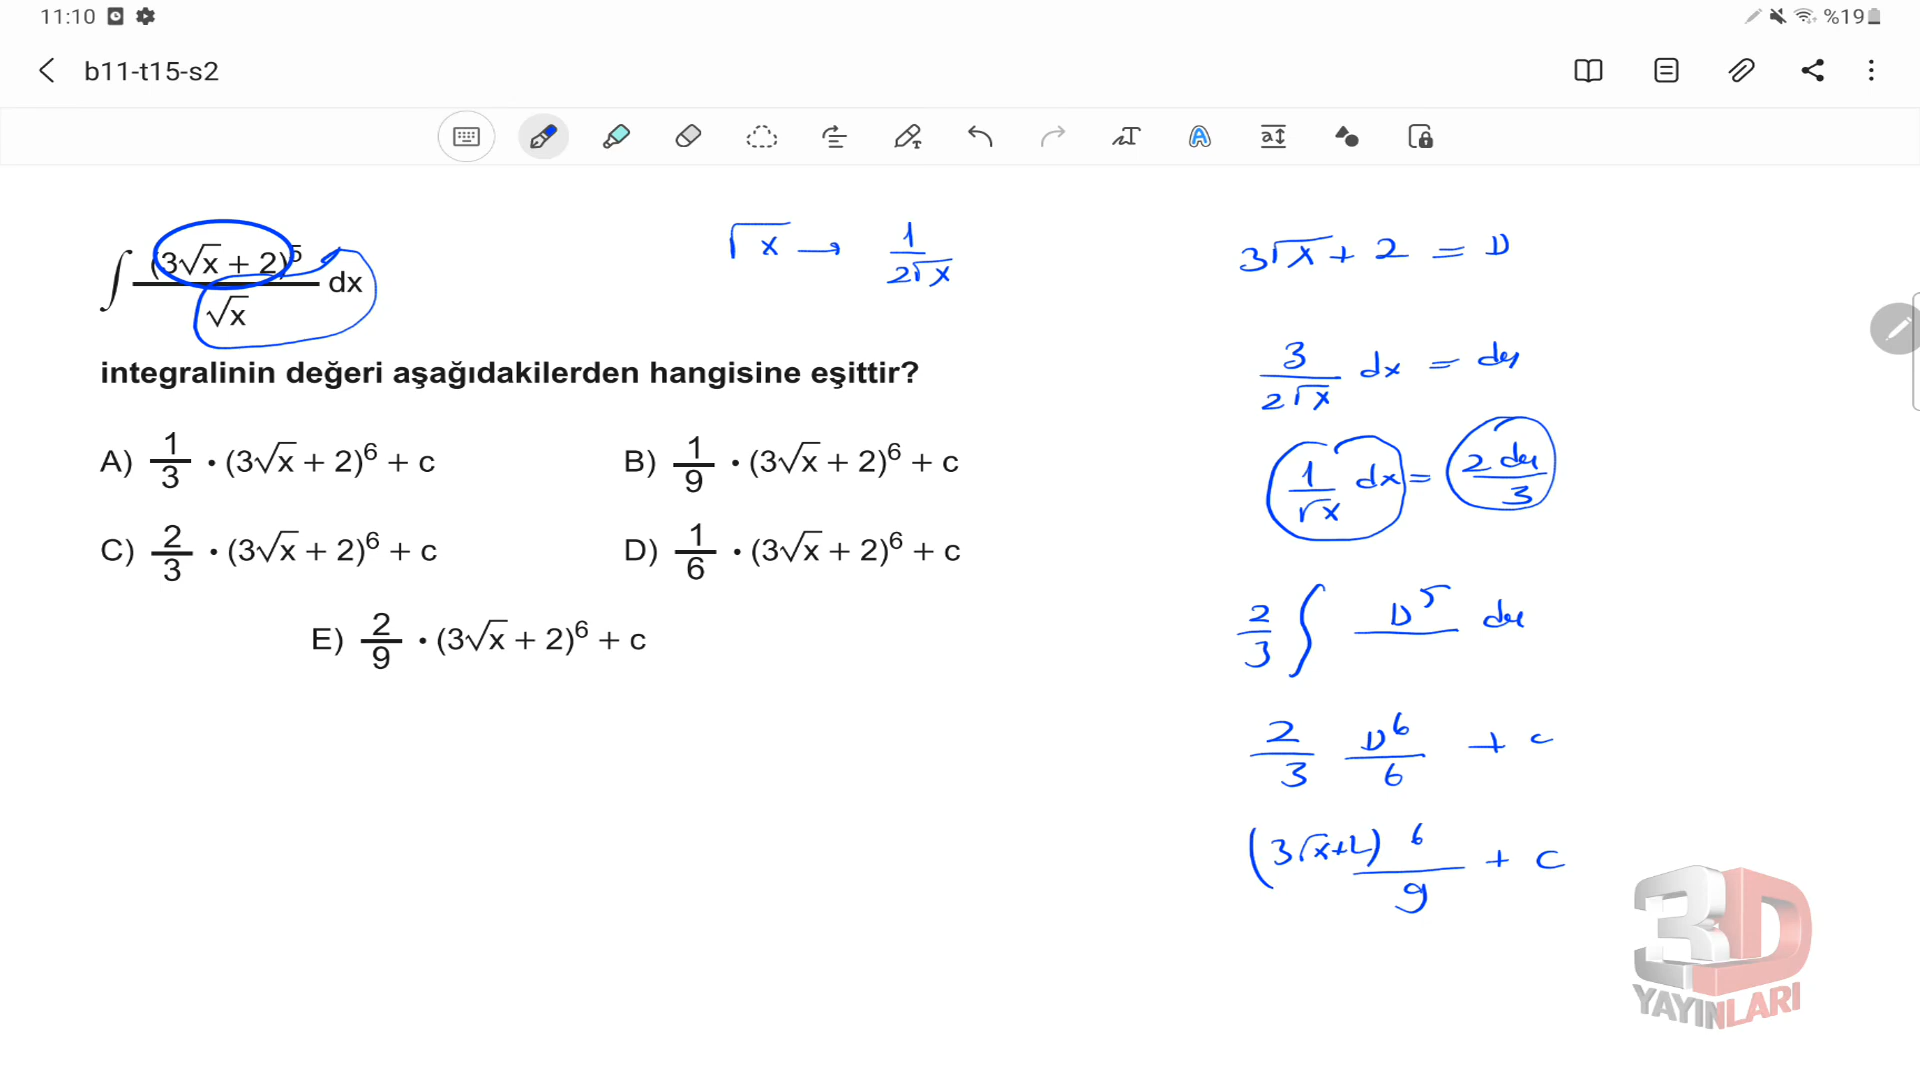 11:10
%19
b11-t15-s2
∫ (3√x + 2)^5 / √x dx
integralinin değeri aşağıdakilerden hangisine eşittir?
A) 1/3 • (3√x + 2)^6 + c
B) 1/9 • (3√x + 2)^6 + c
C) 2/3 • (3√x + 2)^6 + c
D) 1/6 • (3√x + 2)^6 + c
E) 2/9 • (3√x + 2)^6 + c
√x → 1/2√x
3√x + 2 = u
3/2√x dx = du
1/√x dx = 2du/3
2/3 ∫ u^5 du
2/3 u^6/6 + c
(3√x+2)^6/9 + c
3D
YAYINLARI